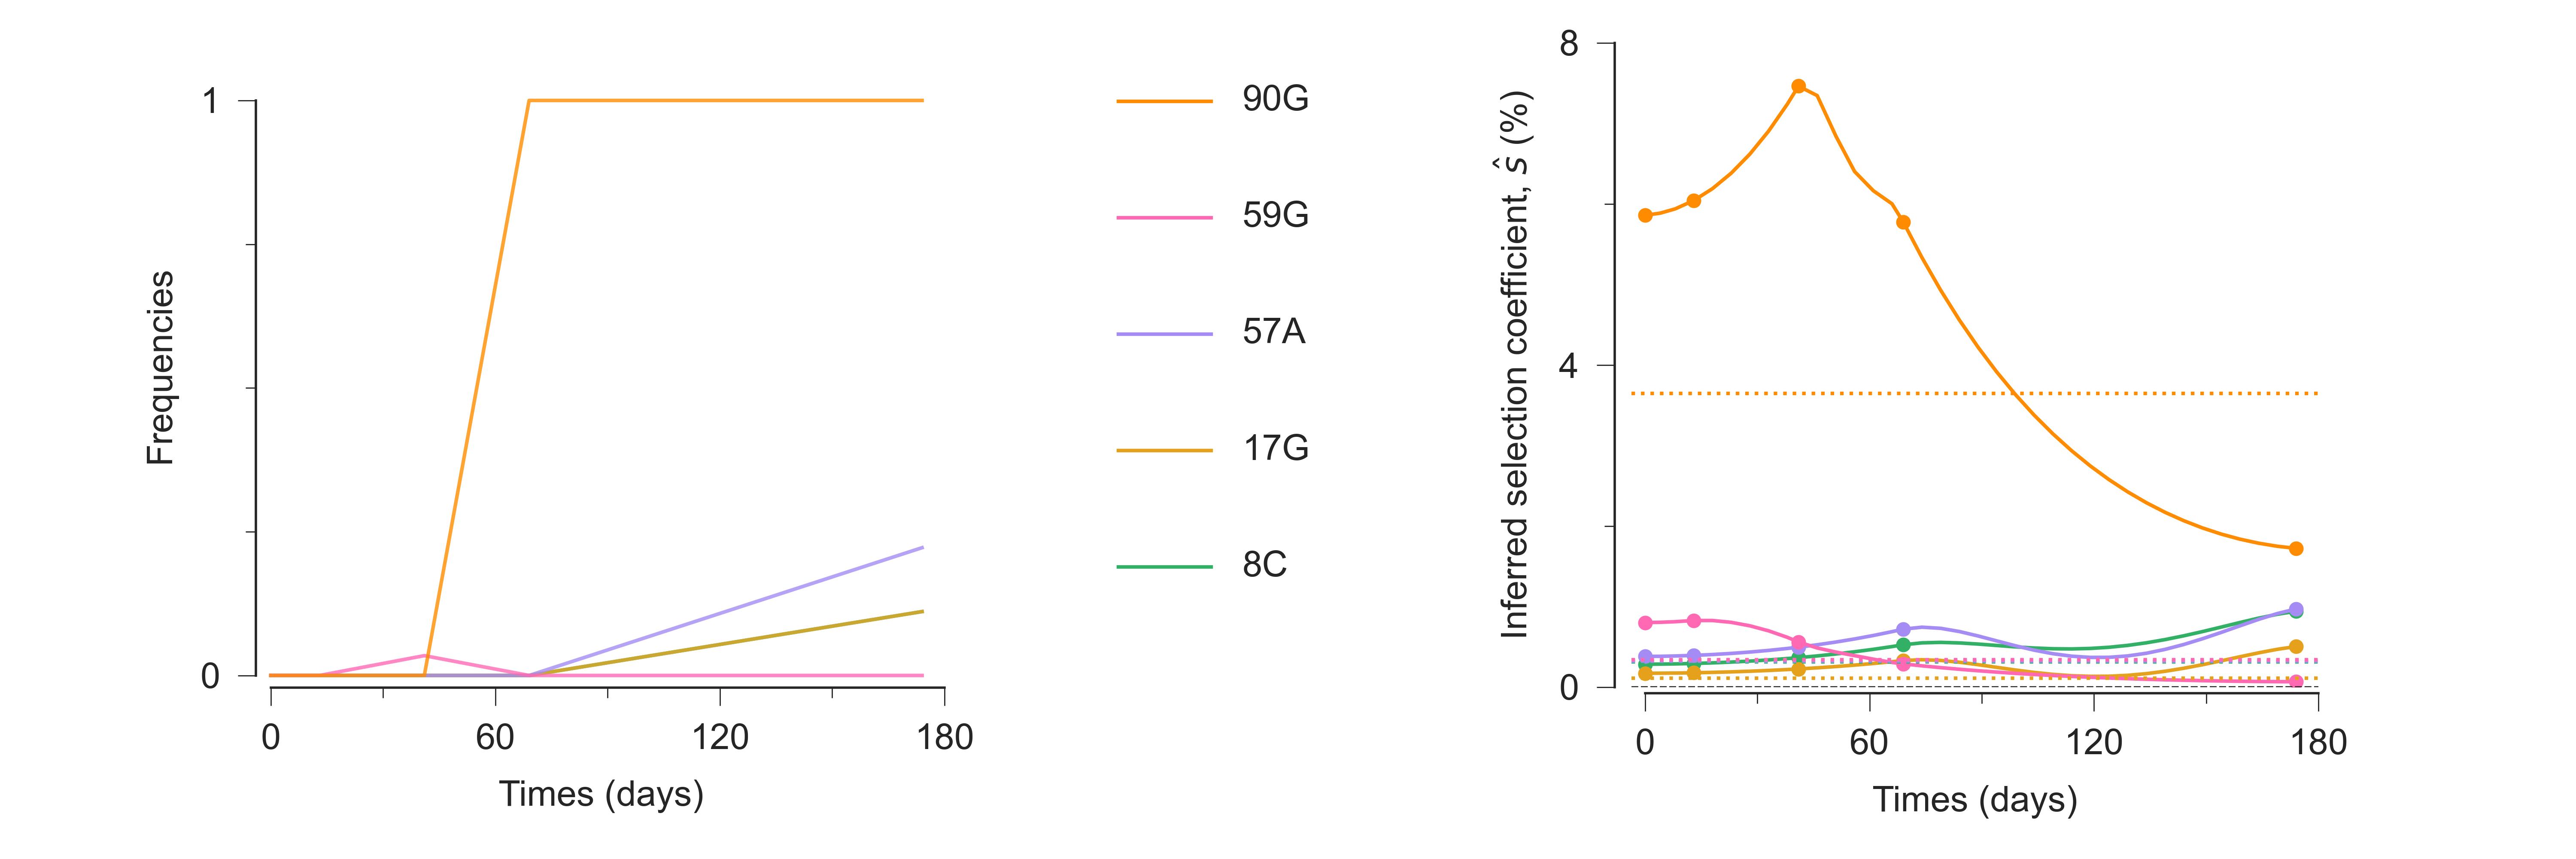 Frequencies
1
0
0 60 120 180
Times (days)
90G
59G
57A
17G
8C
Inferred selection coefficient, ŝ (%)
8
4
0
0 60 120 180
Times (days)